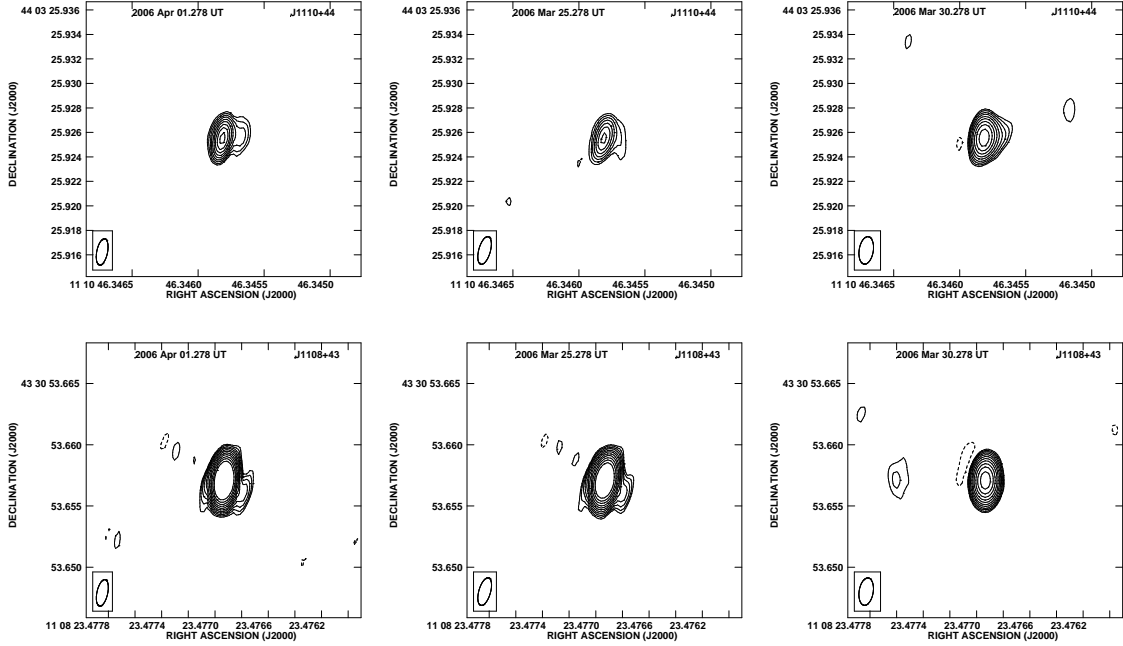 2006 Apr 01.278 UT J1110+44
44 03 25.936
25.934
25.932
25.930
25.928
25.926
25.924
25.922
25.920
25.918
25.916
DECLINATION (J2000)
11 10 46.3465 46.3460 46.3455 46.3450
RIGHT ASCENSION (J2000)
2006 Mar 25.278 UT J1110+44
44 03 25.936
25.934
25.932
25.930
25.928
25.926
25.924
25.922
25.920
25.918
25.916
DECLINATION (J2000)
11 10 46.3465 46.3460 46.3455 46.3450
RIGHT ASCENSION (J2000)
2006 Mar 30.278 UT J1110+44
44 03 25.936
25.934
25.932
25.930
25.928
25.926
25.924
25.922
25.920
25.918
25.916
DECLINATION (J2000)
11 10 46.3465 46.3460 46.3455 46.3450
RIGHT ASCENSION (J2000)
2006 Apr 01.278 UT J1108+43
43 30 53.665
53.660
53.655
53.650
DECLINATION (J2000)
11 08 23.4778 23.4774 23.4770 23.4766 23.4762
RIGHT ASCENSION (J2000)
2006 Mar 25.278 UT J1108+43
43 30 53.665
53.660
53.655
53.650
DECLINATION (J2000)
11 08 23.4778 23.4774 23.4770 23.4766 23.4762
RIGHT ASCENSION (J2000)
2006 Mar 30.278 UT J1108+43
43 30 53.665
53.660
53.655
53.650
DECLINATION (J2000)
11 08 23.4778 23.4774 23.4770 23.4766 23.4762
RIGHT ASCENSION (J2000)